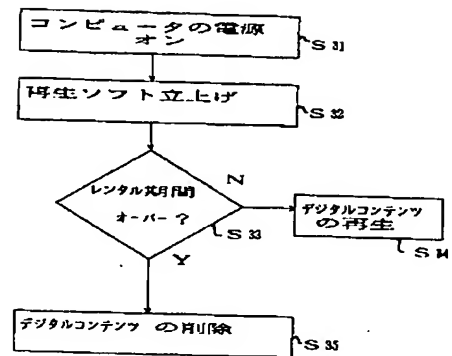 コンピュータの電源
オン
S31
再生ソフト立上げ
S32
レンタル期間
オーバー？
N
S33
デジタルコンテンツ
の再生
S34
Y
デジタルコンテンツ の削除
S35